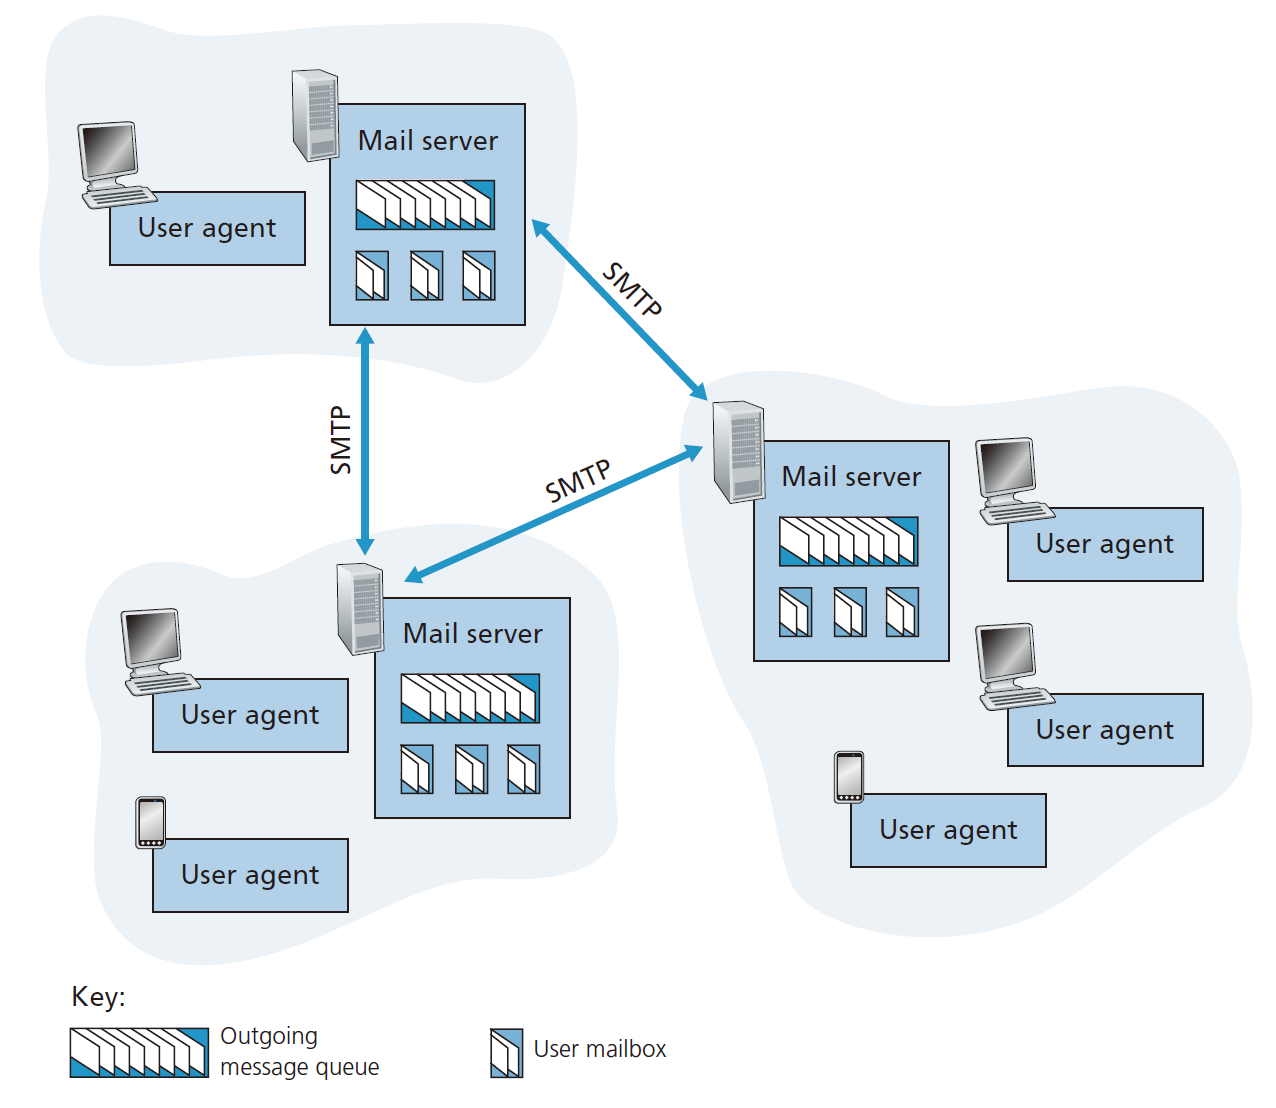 Mail server
User agent
SMTP
SMTP
SMTP
Mail server
User agent
User agent
User agent
Mail server
User agent
User agent
Key:
Outgoing
message queue
User mailbox